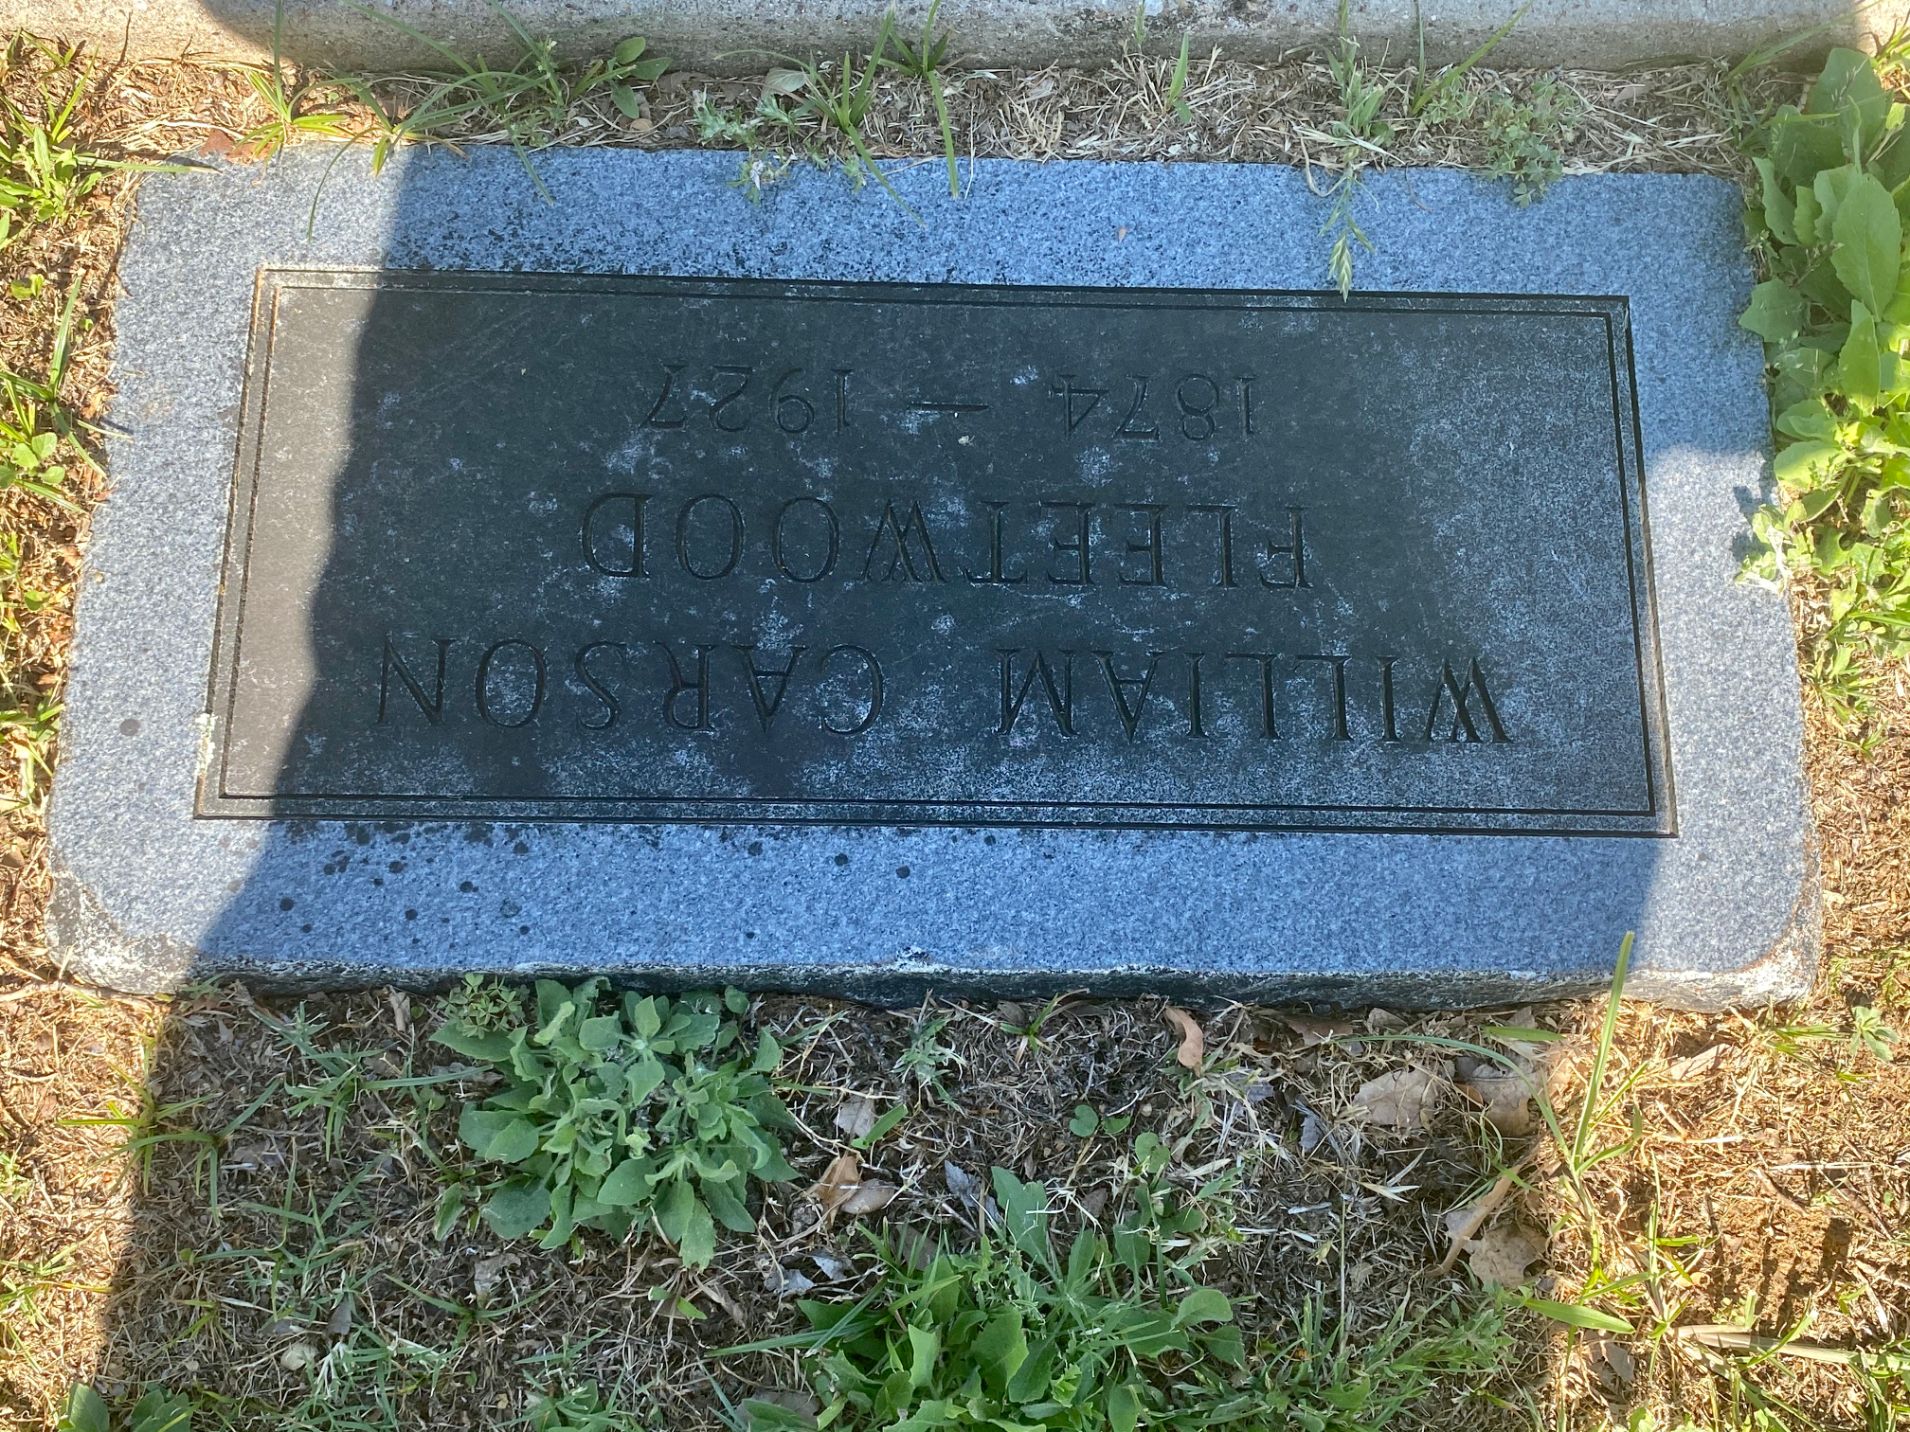 WILLIAM CARSON
FLEETWOOD
1874 — 1927